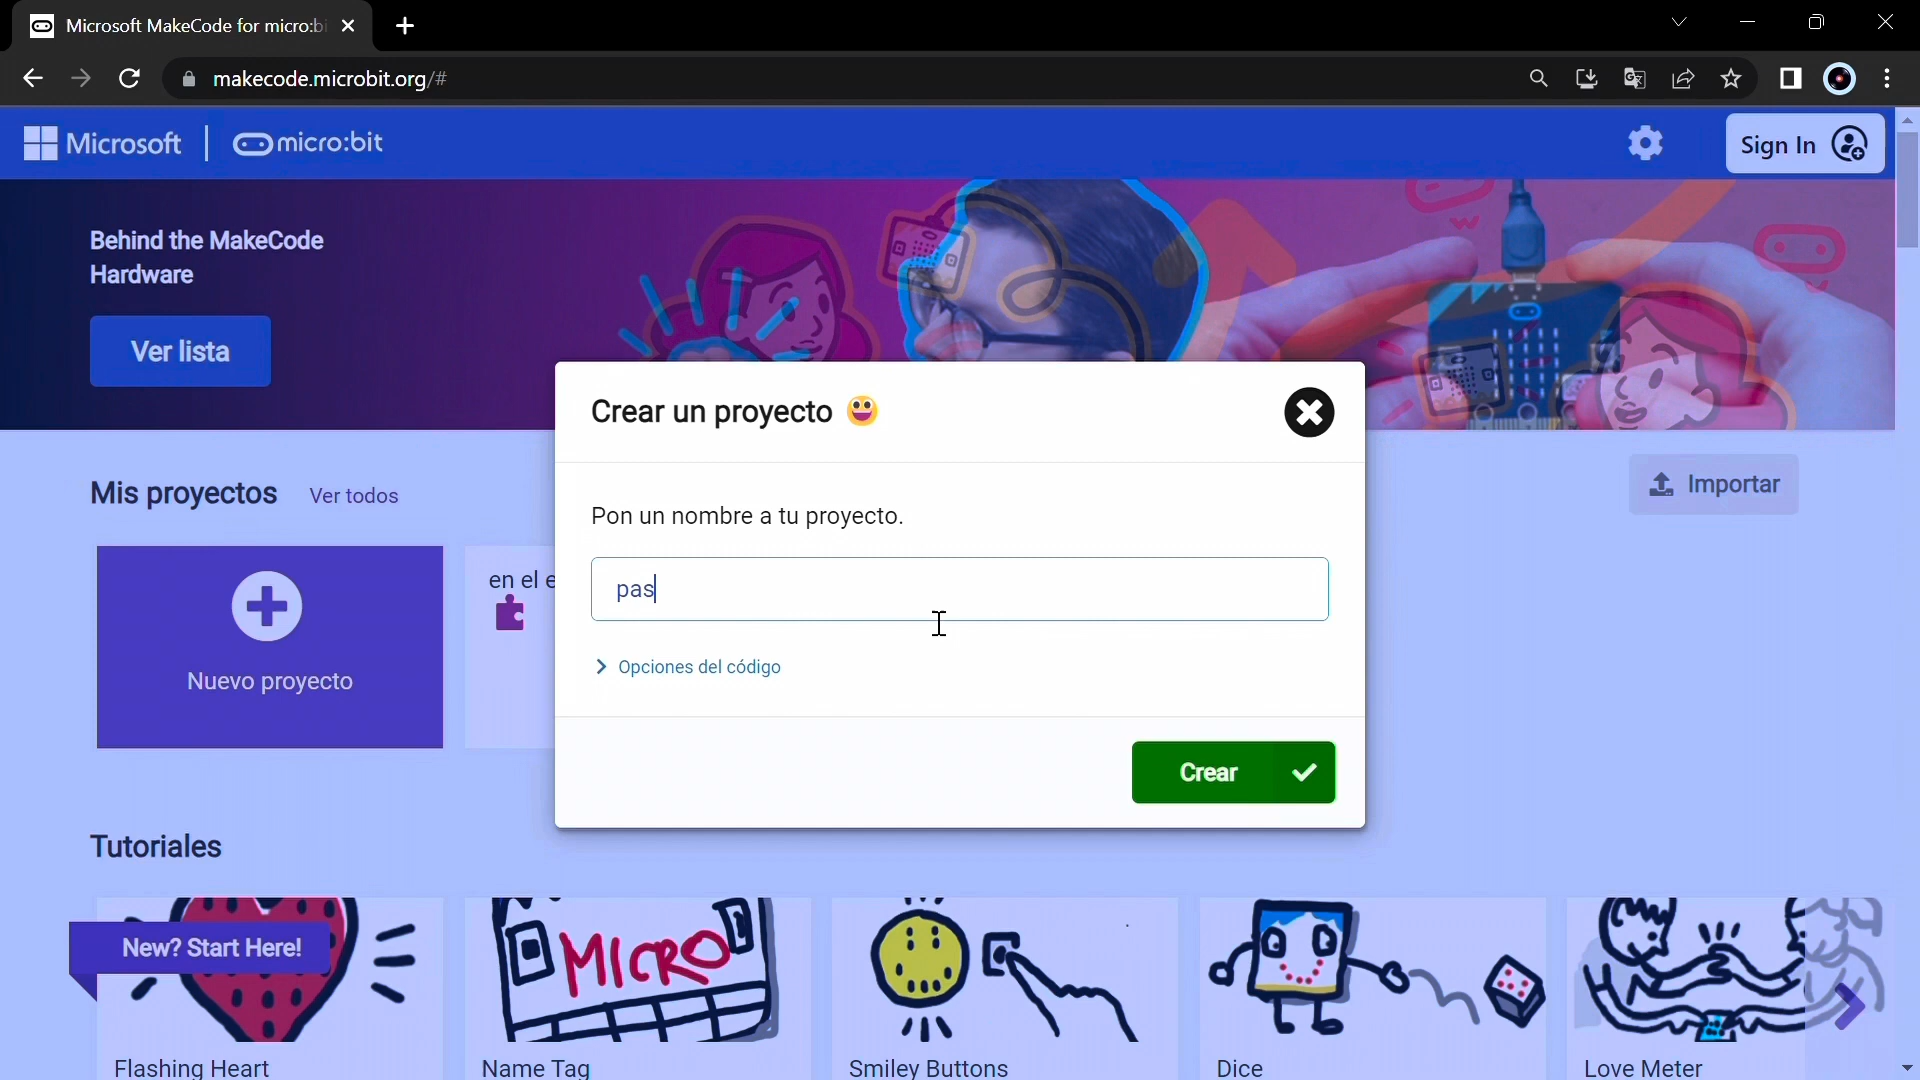 Microsoft MakeCode for micro:bi
makecode.microbit.org/#
Microsoft | micro:bit
Sign In
Behind the MakeCode
Hardware
Ver lista
Crear un proyecto
Mis proyectos Ver todos
Importar
Pon un nombre a tu proyecto.
pas
Nuevo proyecto
en el e
Opciones del código
Crear
Tutoriales
New? Start Here!
MICRO
Flashing Heart
Name Tag
Smiley Buttons
Dice
Love Meter